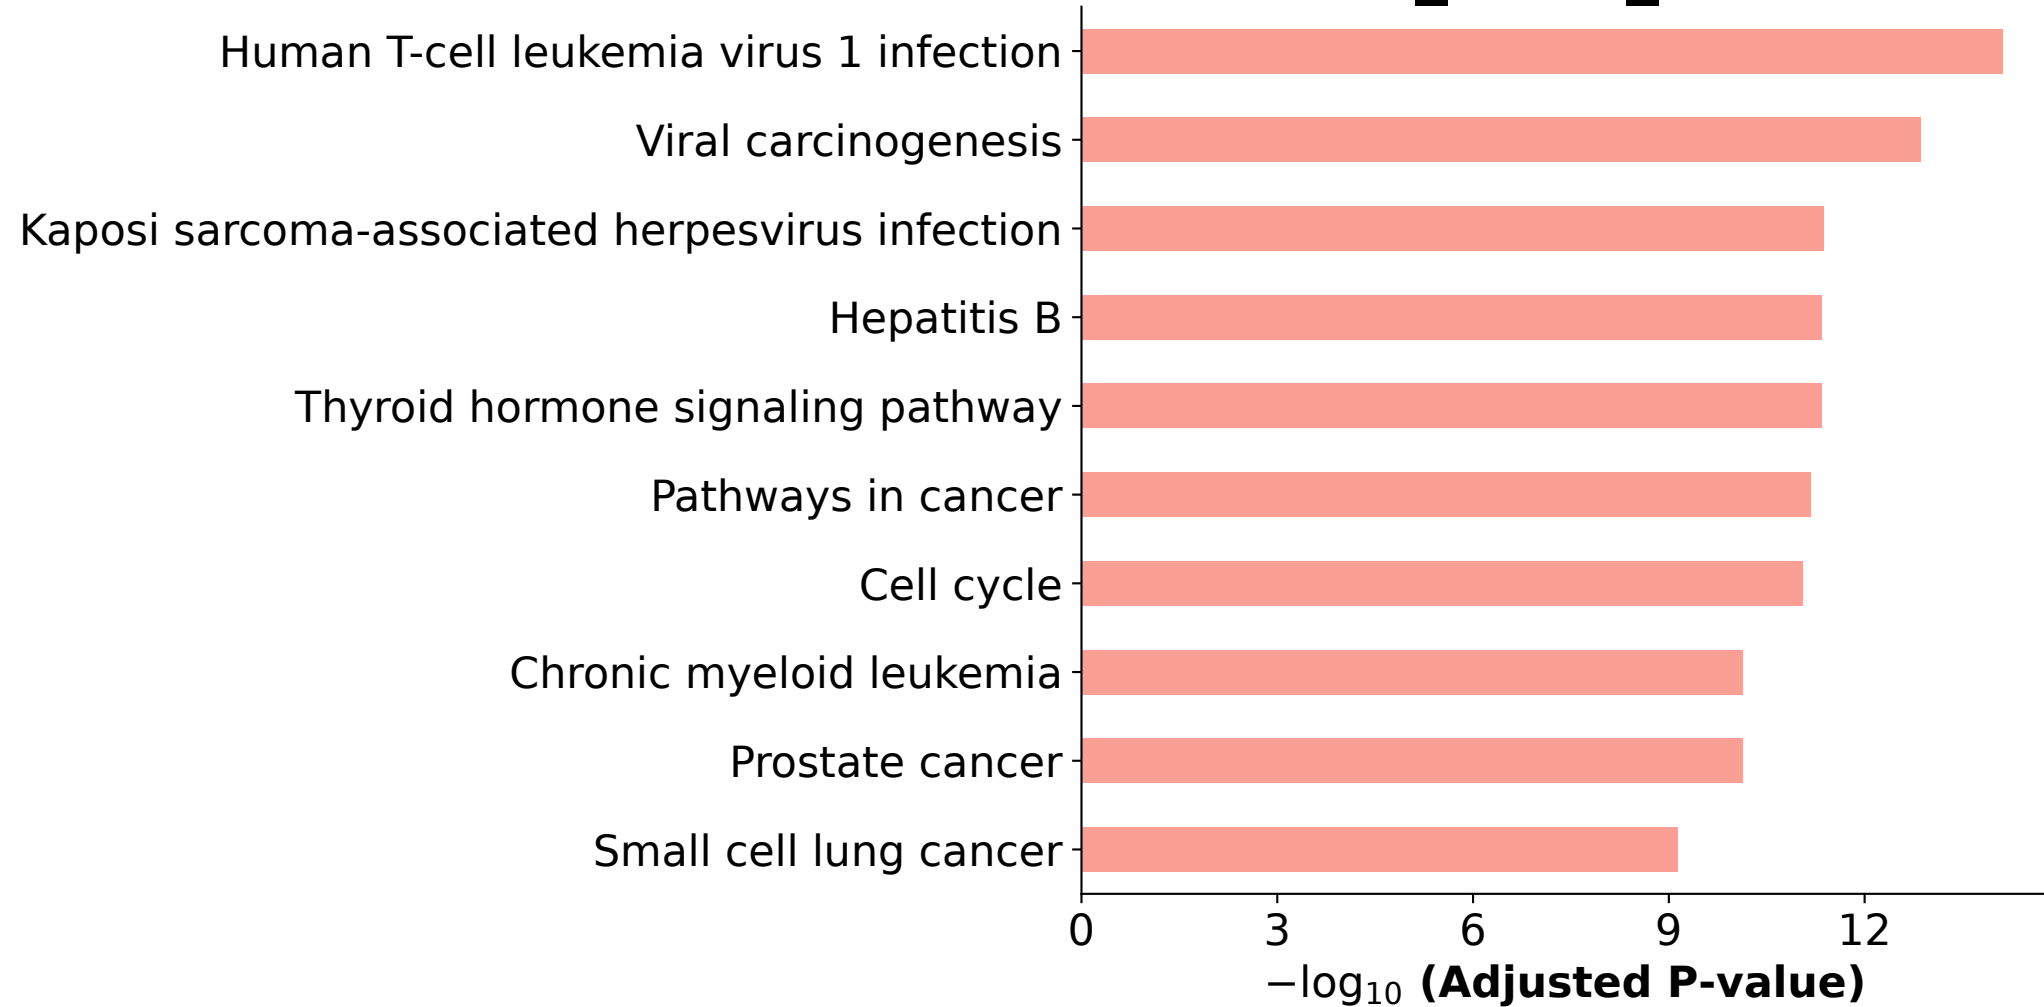 Human T-cell leukemia virus 1 infection
Viral carcinogenesis
Kaposi sarcoma-associated herpesvirus infection
Hepatitis B
Thyroid hormone signaling pathway
Pathways in cancer
Cell cycle
Chronic myeloid leukemia
Prostate cancer
Small cell lung cancer
0 3 6 9 12
−log₁₀ (Adjusted P-value)